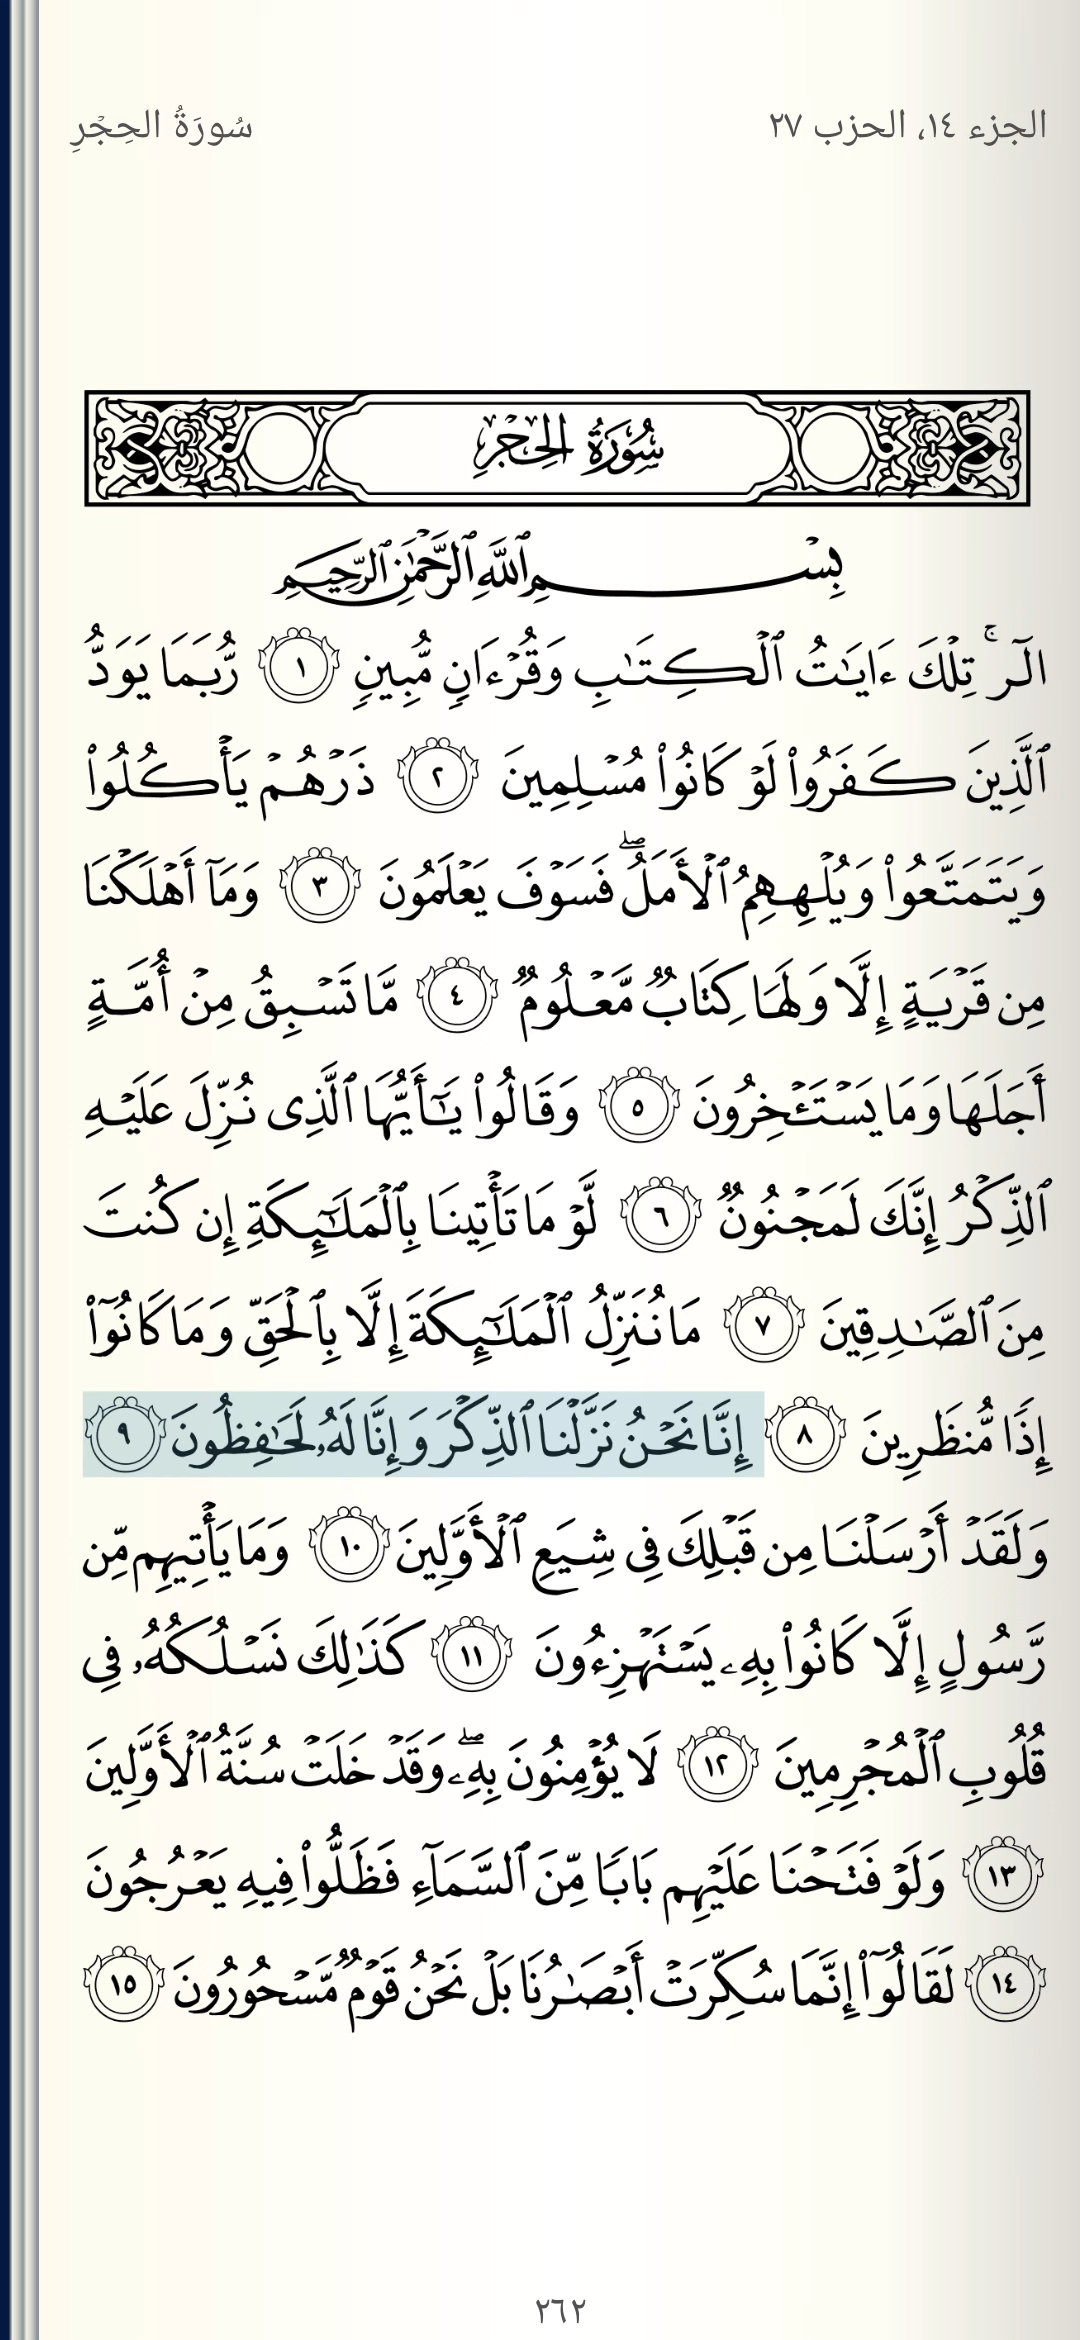 الجزء ١٤، الحزب ٢٧
سُورَةُ الحِجْرِ
سُورَةُ الحِجْرِ
بِسْمِ ٱللَّهِ ٱلرَّحْمَٰنِ ٱلرَّحِيمِ
الٓرۚ تِلْكَ ءَايَٰتُ ٱلْكِتَٰبِ وَقُرْءَانٍ مُّبِينٍ ١ رُّبَمَا يَوَدُّ
ٱلَّذِينَ كَفَرُوا۟ لَوْ كَانُوا۟ مُسْلِمِينَ ٢ ذَرْهُمْ يَأْكُلُوا۟
وَيَتَمَتَّعُوا۟ وَيُلْهِهِمُ ٱلْأَمَلُۖ فَسَوْفَ يَعْلَمُونَ ٣ وَمَآ أَهْلَكْنَا
مِن قَرْيَةٍ إِلَّا وَلَهَا كِتَابٌ مَّعْلُومٌ ٤ مَّا تَسْبِقُ مِنْ أُمَّةٍ
أَجَلَهَا وَمَا يَسْتَـْٔخِرُونَ ٥ وَقَالُوا۟ يَٰٓأَيُّهَا ٱلَّذِى نُزِّلَ عَلَيْهِ
ٱلذِّكْرُ إِنَّكَ لَمَجْنُونٌ ٦ لَّوْ مَا تَأْتِينَا بِٱلْمَلَٰٓئِكَةِ إِن كُنتَ
مِنَ ٱلصَّٰدِقِينَ ٧ مَا نُنَزِّلُ ٱلْمَلَٰٓئِكَةَ إِلَّا بِٱلْحَقِّ وَمَا كَانُوٓا۟
إِذًا مُّنظَرِينَ ٨ إِنَّا نَحْنُ نَزَّلْنَا ٱلذِّكْرَ وَإِنَّا لَهُۥ لَحَٰفِظُونَ ٩
وَلَقَدْ أَرْسَلْنَا مِن قَبْلِكَ فِى شِيَعِ ٱلْأَوَّلِينَ ١٠ وَمَا يَأْتِيهِم مِّن
رَّسُولٍ إِلَّا كَانُوا۟ بِهِۦ يَسْتَهْزِءُونَ ١١ كَذَٰلِكَ نَسْلُكُهُۥ فِى
قُلُوبِ ٱلْمُجْرِمِينَ ١٢ لَا يُؤْمِنُونَ بِهِۦۖ وَقَدْ خَلَتْ سُنَّةُ ٱلْأَوَّلِينَ
١٣ وَلَوْ فَتَحْنَا عَلَيْهِم بَابًا مِّنَ ٱلسَّمَآءِ فَظَلُّوا۟ فِيهِ يَعْرُجُونَ
١٤ لَقَالُوٓا۟ إِنَّمَا سُكِّرَتْ أَبْصَٰرُنَا بَلْ نَحْنُ قَوْمٌ مَّسْحُورُونَ ١٥
٢٦٢